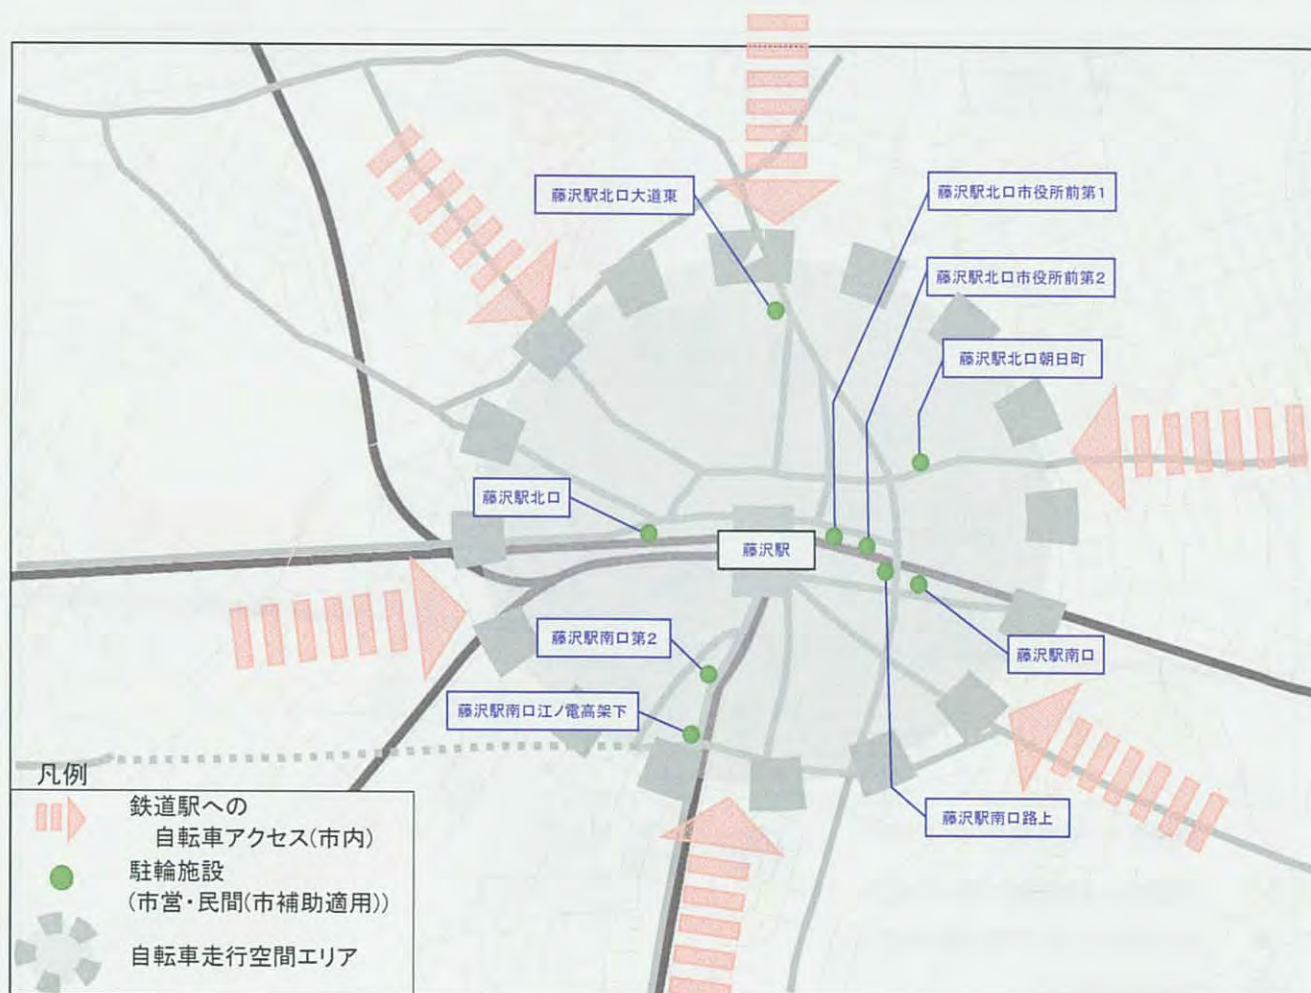 藤沢駅北口大道東
藤沢駅北口市役所前第1
藤沢駅北口市役所前第2
藤沢駅北口朝日町
藤沢駅北口
藤沢駅
藤沢駅南口第2
藤沢駅南口
藤沢駅南口江ノ電高架下
藤沢駅南口路上
凡例
鉄道駅への
自転車アクセス(市内)
駐輪施設
(市営・民間(市補助適用))
自転車走行空間エリア